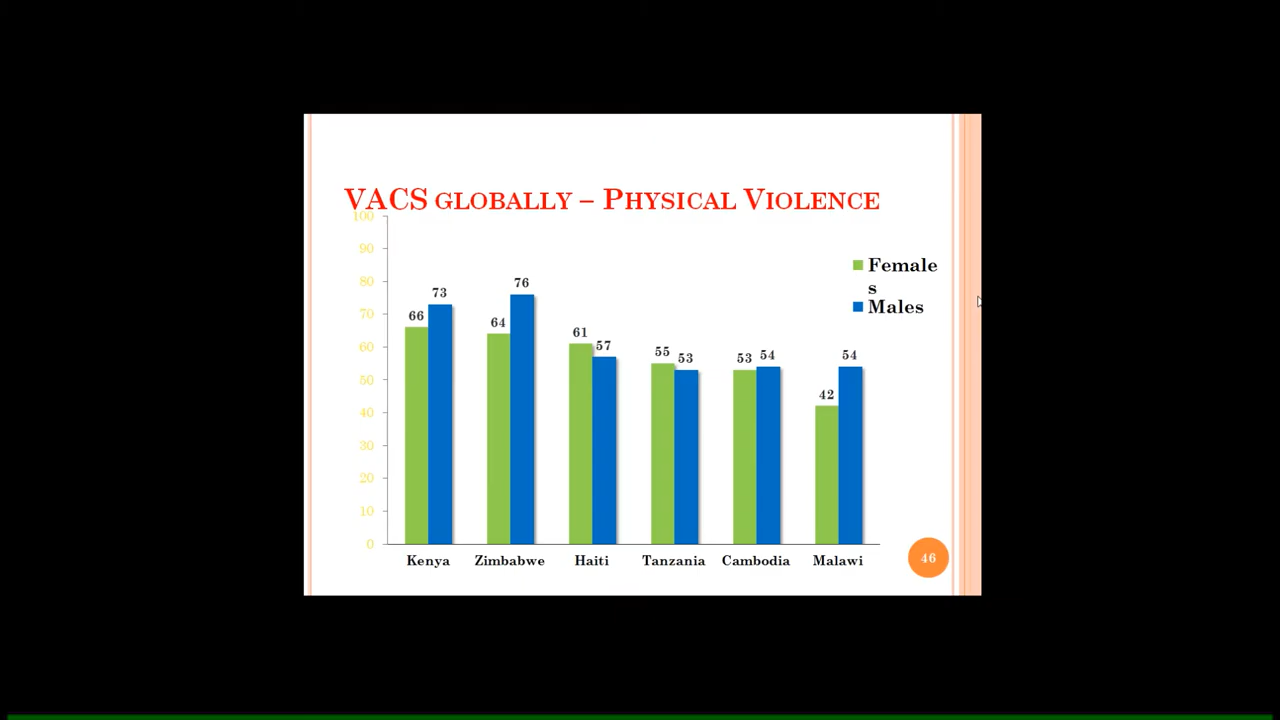 VACS GLOBALLY – PHYSICAL VIOLENCE
100
90
80
70
60
50
40
30
20
10
0
66
73
64
76
61
57
55
53
53
54
42
54
Female
s
Males
Kenya
Zimbabwe
Haiti
Tanzania
Cambodia
Malawi
46